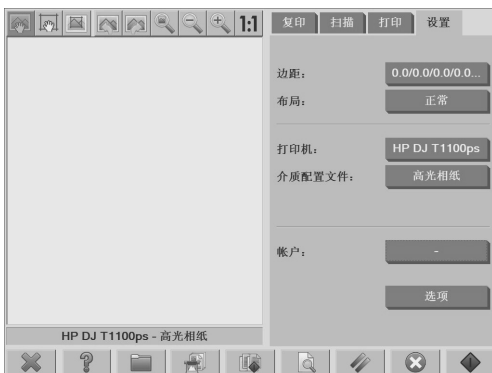 1:1
复印 扫描 打印 设置
边距： 0.0/0.0/0.0/0.0...
布局： 正常
打印机： HP DJ T1100ps
介质配置文件： 高光相纸
帐户： -
选项
HP DJ T1100ps - 高光相纸